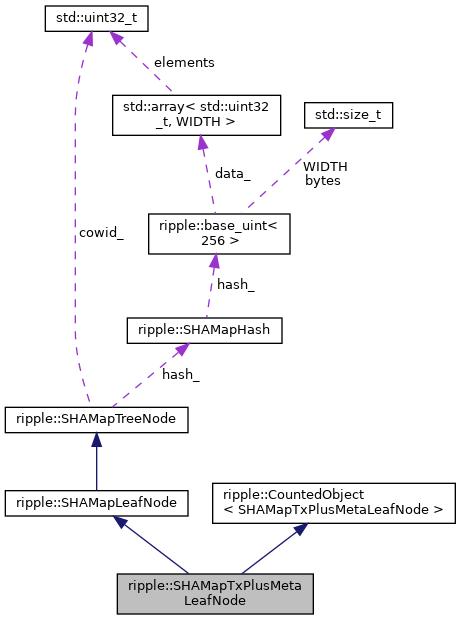 std::uint32_t
elements
std::array< std::uint32
_t, WIDTH >
std::size_t
data_
WIDTH
bytes
ripple::base_uint<
256 >
cowid_
hash_
ripple::SHAMapHash
hash_
ripple::SHAMapTreeNode
ripple::SHAMapLeafNode
ripple::CountedObject
< SHAMapTxPlusMetaLeafNode >
ripple::SHAMapTxPlusMeta
LeafNode